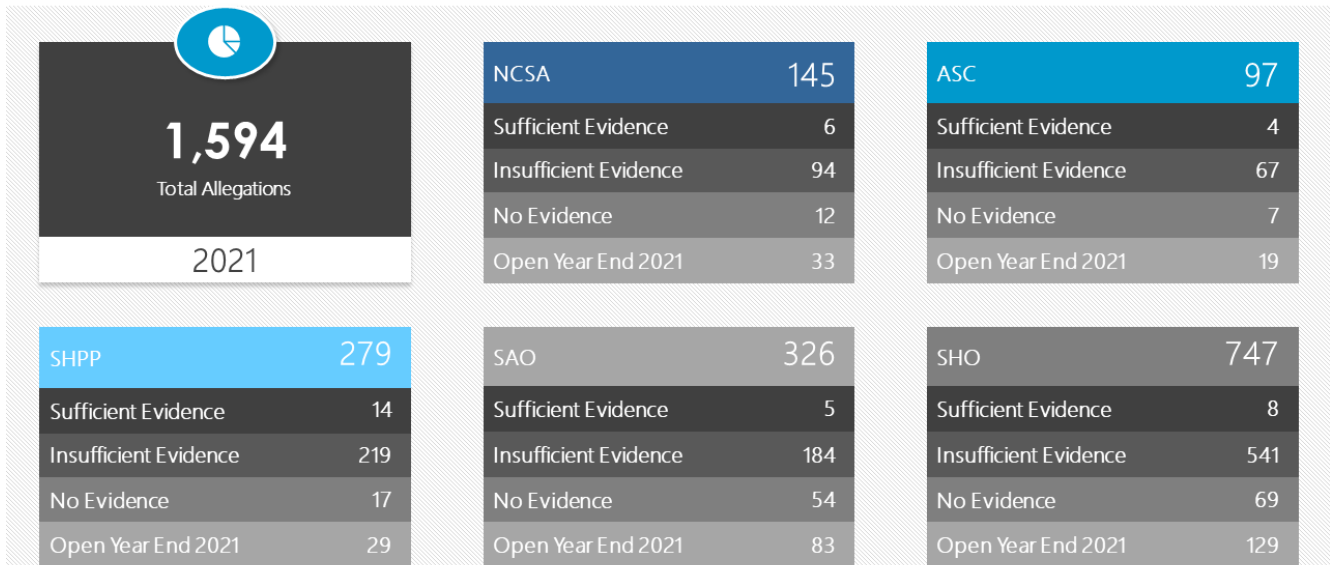 1,594
Total Allegations
2021
NCSA 145
Sufficient Evidence 6
Insufficient Evidence 94
No Evidence 12
Open Year End 2021 33
ASC 97
Sufficient Evidence 4
Insufficient Evidence 67
No Evidence 7
Open Year End 2021 19
SHPP 279
Sufficient Evidence 14
Insufficient Evidence 219
No Evidence 17
Open Year End 2021 29
SAO 326
Sufficient Evidence 5
Insufficient Evidence 184
No Evidence 54
Open Year End 2021 83
SHO 747
Sufficient Evidence 8
Insufficient Evidence 541
No Evidence 69
Open Year End 2021 129